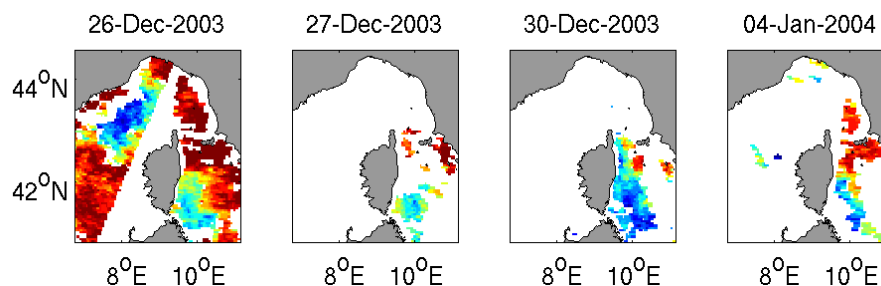 26-Dec-2003 27-Dec-2003 30-Dec-2003 04-Jan-2004
44°N
42°N
8°E 10°E 8°E 10°E 8°E 10°E 8°E 10°E